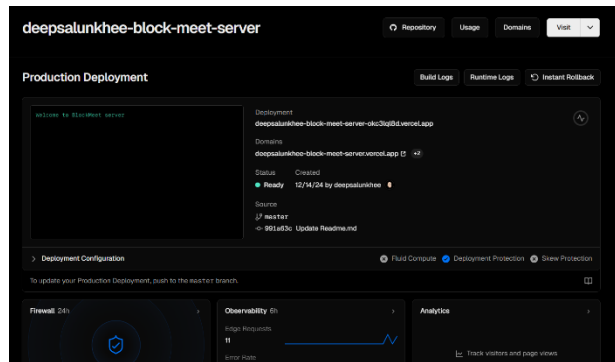 deepsalunkhee-block-meet-server
Repository
Usage
Domains
Visit
Production Deployment
Build Logs
Runtime Logs
Instant Rollback
Welcome to BlockMeet server
Deployment
deepsalunkhee-block-meet-server-okc3lql8d.vercel.app
Domains
deepsalunkhee-block-meet-server.vercel.app
+2
Status
Created
Ready
12/14/24 by deepsalunkhee
Source
master
991a83c Update Readme.md
Deployment Configuration
Fluid Compute
Deployment Protection
Skew Protection
To update your Production Deployment, push to the master branch.
Firewall 24h
Observability 6h
Analytics
Edge Requests
11
Error Rate
Track visitors and page views